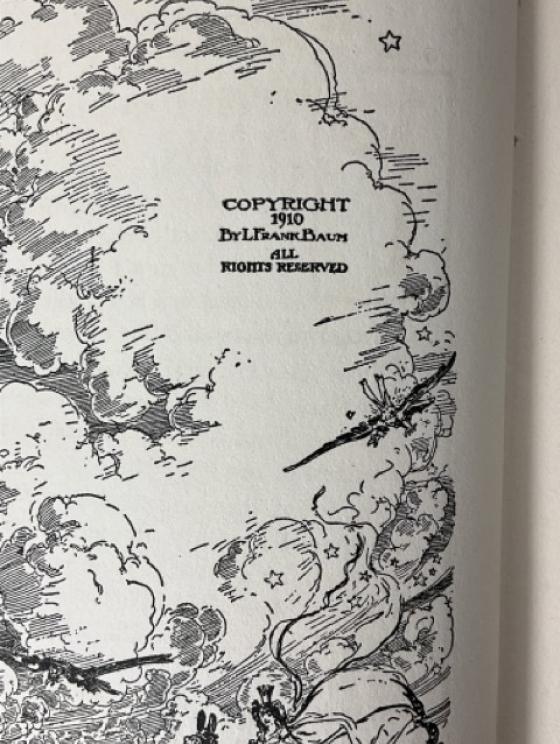 COPYRIGHT
1910
BY L. FRANK BAUM
ALL
RIGHTS RESERVED